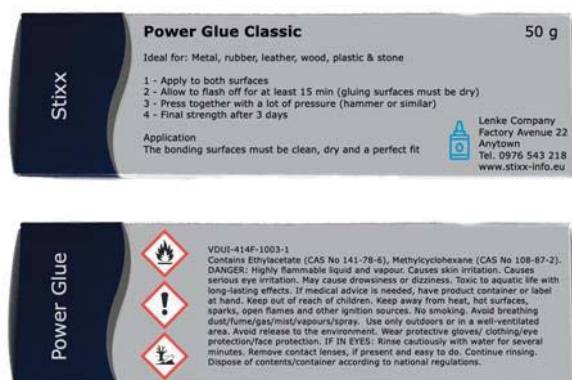 Stixx
Power Glue Classic
50 g
Ideal for: Metal, rubber, leather, wood, plastic & stone
1 - Apply to both surfaces
2 - Allow to flash off for at least 15 min (gluing surfaces must be dry)
3 - Press together with a lot of pressure (hammer or similar)
4 - Final strength after 3 days
Application
The bonding surfaces must be clean, dry and a perfect fit
Lenke Company
Factory Avenue 22
Anytown
Tel. 0976 543 218
www.stixx-info.eu
Power Glue
VDUI-414F-1003-1
Contains Ethylacetate (CAS No 141-78-6), Methylcyclohexane (CAS No 108-87-2).
DANGER: Highly flammable liquid and vapour. Causes skin irritation. Causes
serious eye irritation. May cause drowsiness or dizziness. Toxic to aquatic life with
long-lasting effects. If medical advice is needed, have product container or label
at hand. Keep out of reach of children. Keep away from heat, hot surfaces,
sparks, open flames and other ignition sources. No smoking. Avoid breathing
dust/fume/gas/mist/vapours/spray. Use only outdoors or in a well-ventilated
area. Avoid release to the environment. Wear protective gloves/ clothing/eye
protection/face protection. IF IN EYES: Rinse cautiously with water for several
minutes. Remove contact lenses, if present and easy to do. Continue rinsing.
Dispose of contents/container according to national regulations.